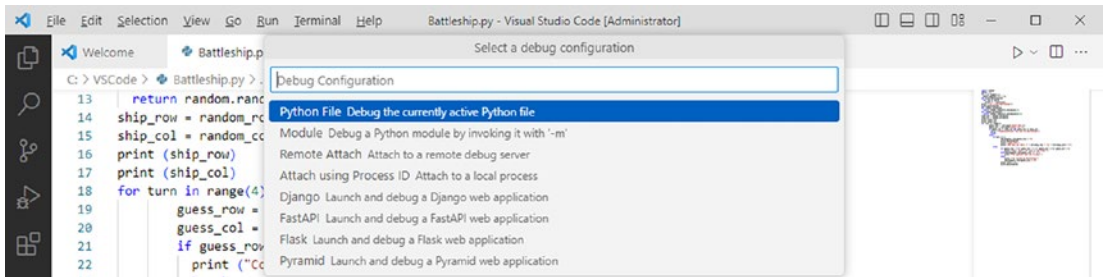 File Edit Selection View Go Run Terminal Help Battleship.py - Visual Studio Code [Administrator]
Welcome Battleship.p
Select a debug configuration
C: > VSCode > Battleship.py > .
Debug Configuration
Python File Debug the currently active Python file
Module Debug a Python module by invoking it with '-m'
Remote Attach Attach to a remote debug server
Attach using Process ID Attach to a local process
Django Launch and debug a Django web application
FastAPI Launch and debug a FastAPI web application
Flask Launch and debug a Flask web application
Pyramid Launch and debug a Pyramid web application
13 return random.rand
14 ship_row = random_ro
15 ship_col = random_co
16 print (ship_row)
17 print (ship_col)
18 for turn in range(4)
19 guess_row =
20 guess_col =
21 if guess_row
22 print ("Co